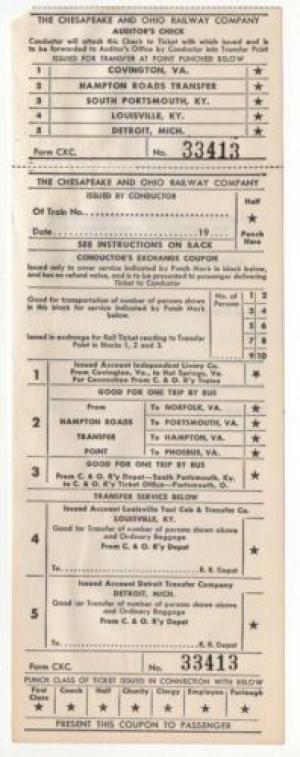 THE CHESAPEAKE AND OHIO RAILWAY COMPANY
AUDITOR'S CHECK
Conductor will attach this Check to Ticket with which issued and is
to be forwarded to Auditor's Office by Conductor into Transfer Point
ISSUED FOR TRANSFER AT POINT PUNCHED BELOW
1 COVINGTON, VA. ★
2 HAMPTON ROADS TRANSFER ★
3 SOUTH PORTSMOUTH, KY. ★
4 LOUISVILLE, KY. ★
5 DETROIT, MICH. ★
Form CXC. No. 33413
THE CHESAPEAKE AND OHIO RAILWAY COMPANY
ISSUED BY CONDUCTOR
Of Train No.
Date 19
SEE INSTRUCTIONS ON BACK
Half
★
Punch
Here
CONDUCTOR'S EXCHANGE COUPON
Issued only to cover service indicated by Punch Mark in block below,
and has no refund value, and is to be presented to passenger delivering
Ticket to Conductor
Good for transportation of number of persons shown
in this block for service indicated by Punch Mark
below.
Issued in exchange for Rail Ticket reading to Transfer
Point in blocks 1, 2 and 3.
No. of
Persons
1 2
3 4
5 6
7 8
9 10
1
Issued Account Independent Livery Co.
From Covington, Va., to Hot Springs, Va.
For Connection From C. & O. R'y Trains
★
2
GOOD FOR ONE TRIP BY BUS
From To NORFOLK, VA. ★
HAMPTON ROADS To PORTSMOUTH, VA. ★
TRANSFER To HAMPTON, VA. ★
POINT To PHOEBUS, VA. ★
3
GOOD FOR ONE TRIP BY BUS
From C. & O. R'y Depot—South Portsmouth, Ky.
to C. & O. R'y Ticket Office—Portsmouth, O.
★
TRANSFER SERVICE BELOW
4
Issued Account Louisville Taxi Cab & Transfer Co.
LOUISVILLE, KY.
Good for Transfer of number of persons shown above
and Ordinary Baggage
From C. & O. R'y Depot
To R. R. Depot
★
5
Issued Account Detroit Transfer Company
DETROIT, MICH.
Good for Transfer of number of persons shown above
and Ordinary Baggage
From C. & O. R'y Depot
To R. R. Depot
★
Form CXC. No. 33413
PUNCH CLASS OF TICKET ISSUED IN CONNECTION WITH BELOW
First Class Coach Half Charity Clergy Employee Furlough
★ ★ ★ ★ ★ ★ ★
PRESENT THIS COUPON TO PASSENGER